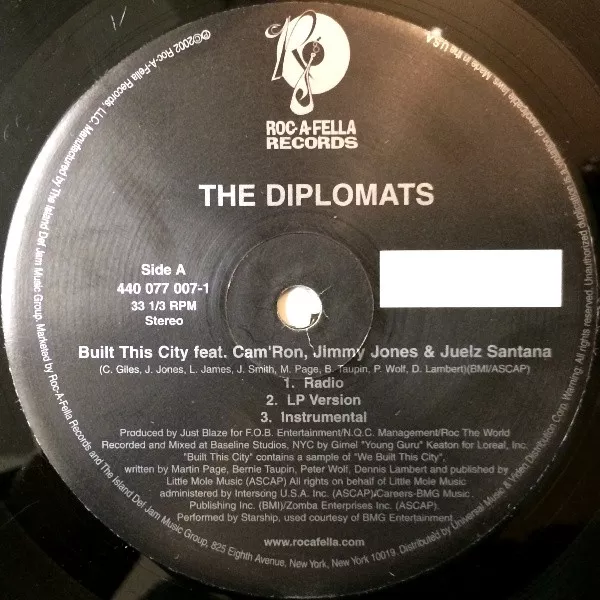 ROC-A-FELLA
RECORDS
THE DIPLOMATS
Side A
440 077 007-1
33 1/3 RPM
Stereo
Built This City feat. Cam'Ron, Jimmy Jones & Juelz Santana
(C. Giles, J. Jones, L. James, J. Smith, M. Page, B. Taupin, P. Wolf, D. Lambert)(BMI/ASCAP)
1. Radio
2. LP Version
3. Instrumental
Produced by Just Blaze for F.O.B. Entertainment/N.Q.C. Management/Roc The World
Recorded and Mixed at Baseline Studios, NYC by Gimel "Young Guru" Keaton for Loreal, Inc.
"Built This City" contains a sample of "We Built This City",
written by Martin Page, Bernie Taupin, Peter Wolf, Dennis Lambert and published by
Little Mole Music (ASCAP) All rights on behalf of Little Mole Music
administered by Intersong U.S.A. Inc. (ASCAP)/Careers-BMG Music
Publishing Inc. (BMI)/Zomba Enterprises Inc. (ASCAP).
Performed by Starship, used courtesy of BMG Entertainment
www.rocafella.com
℗©2002 Roc-A-Fella Records, LLC. Manufactured by The Island Def Jam Music Group. Marketed by Roc-A-Fella Records and The Island Def Jam Music Group, 825 Eighth Avenue, New York, New York 10019. Distributed by Universal Music & Video Distribution Corp. Warning: All rights reserved. Unauthorized duplication is a violation of applicable laws. Made in the USA